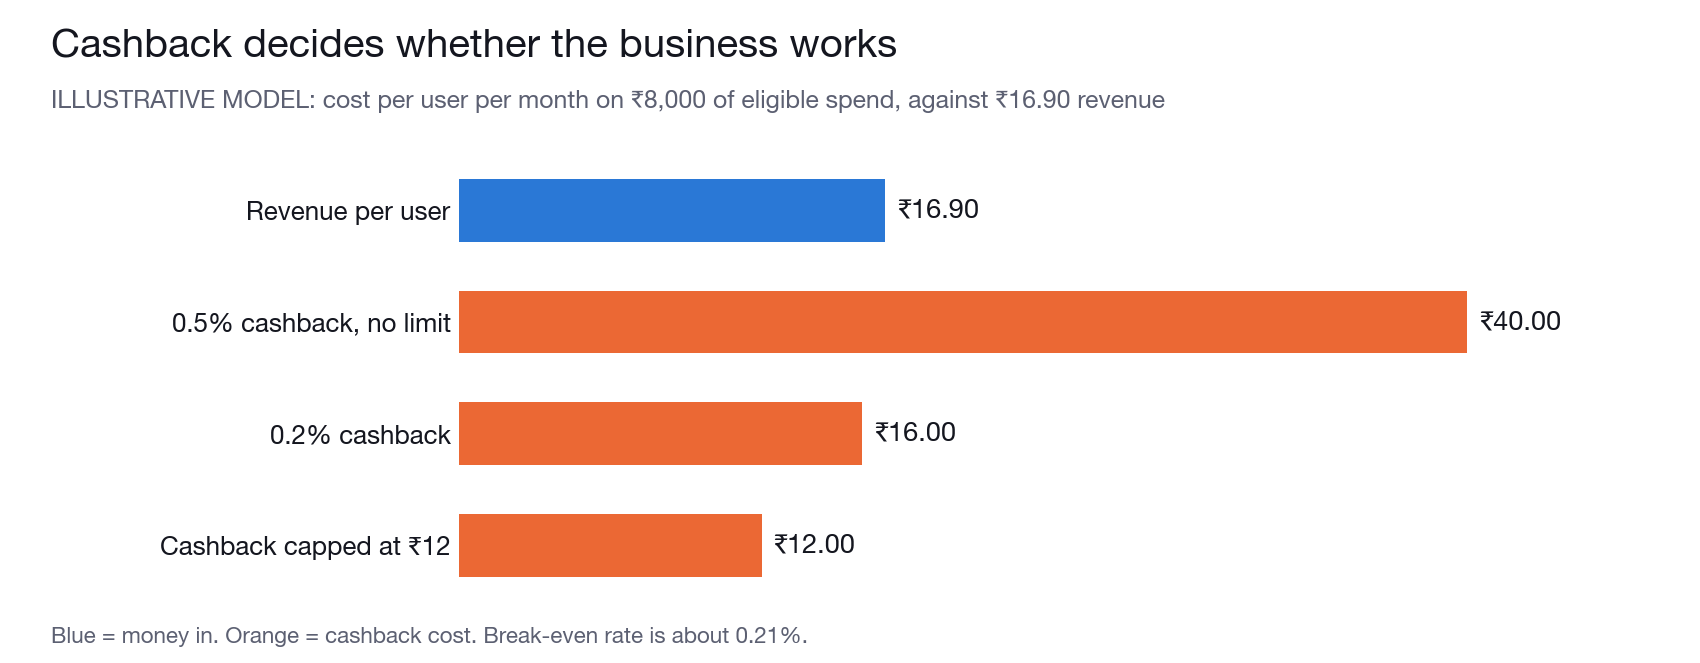 Cashback decides whether the business works
ILLUSTRATIVE MODEL: cost per user per month on ₹8,000 of eligible spend, against ₹16.90 revenue
Revenue per user ₹16.90
0.5% cashback, no limit ₹40.00
0.2% cashback ₹16.00
Cashback capped at ₹12 ₹12.00
Blue = money in. Orange = cashback cost. Break-even rate is about 0.21%.